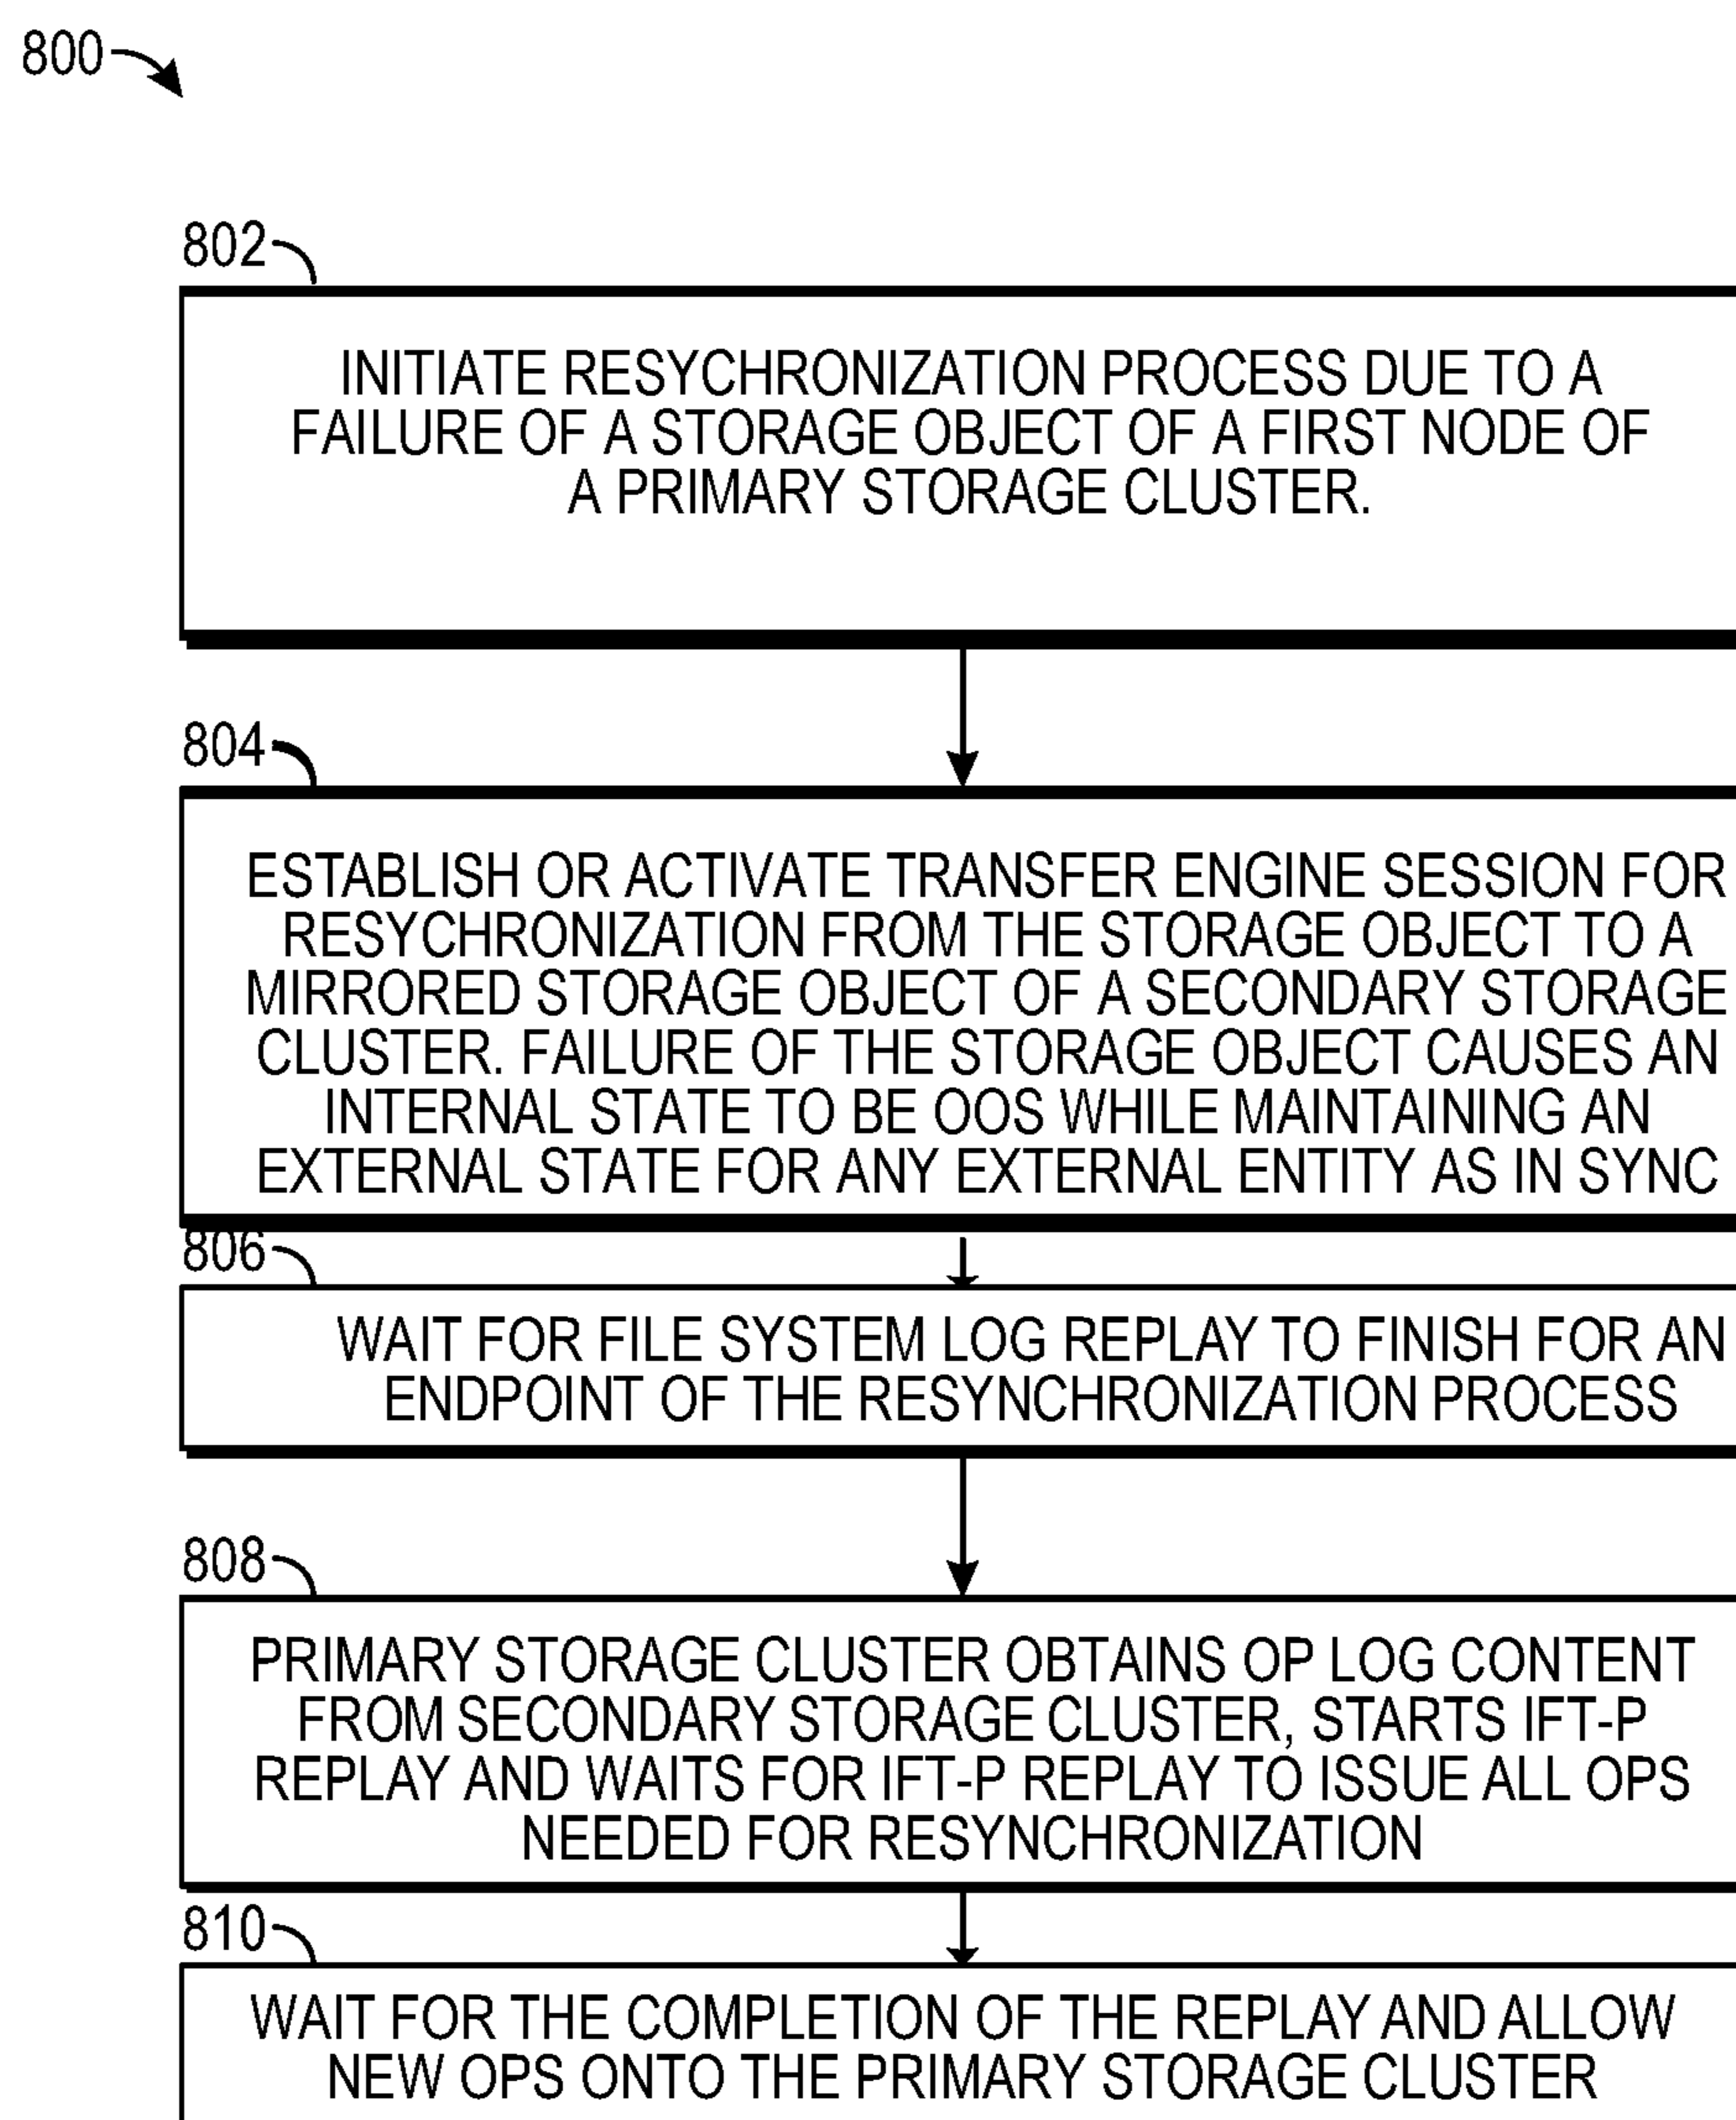 800
802
INITIATE RESYCHRONIZATION PROCESS DUE TO A
FAILURE OF A STORAGE OBJECT OF A FIRST NODE OF
A PRIMARY STORAGE CLUSTER.
804
ESTABLISH OR ACTIVATE TRANSFER ENGINE SESSION FOR
RESYCHRONIZATION FROM THE STORAGE OBJECT TO A
MIRRORED STORAGE OBJECT OF A SECONDARY STORAGE
CLUSTER. FAILURE OF THE STORAGE OBJECT CAUSES AN
INTERNAL STATE TO BE OOS WHILE MAINTAINING AN
EXTERNAL STATE FOR ANY EXTERNAL ENTITY AS IN SYNC
806
WAIT FOR FILE SYSTEM LOG REPLAY TO FINISH FOR AN
ENDPOINT OF THE RESYNCHRONIZATION PROCESS
808
PRIMARY STORAGE CLUSTER OBTAINS OP LOG CONTENT
FROM SECONDARY STORAGE CLUSTER, STARTS IFT-P
REPLAY AND WAITS FOR IFT-P REPLAY TO ISSUE ALL OPS
NEEDED FOR RESYNCHRONIZATION
810
WAIT FOR THE COMPLETION OF THE REPLAY AND ALLOW
NEW OPS ONTO THE PRIMARY STORAGE CLUSTER